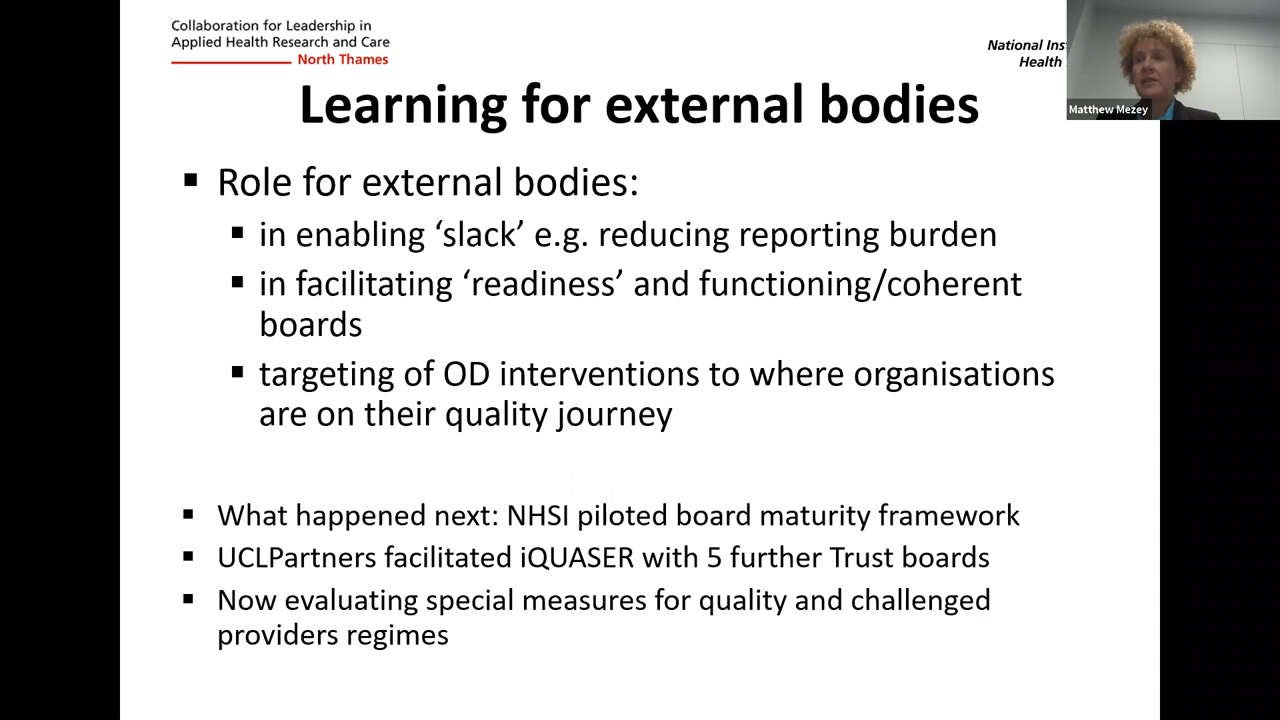 Collaboration for Leadership in
Applied Health Research and Care
North Thames
National Ins
Health
Matthew Mezey
Learning for external bodies
▪ Role for external bodies:
▪ in enabling ‘slack’ e.g. reducing reporting burden
▪ in facilitating ‘readiness’ and functioning/coherent
boards
▪ targeting of OD interventions to where organisations
are on their quality journey
▪ What happened next: NHSI piloted board maturity framework
▪ UCLPartners facilitated iQUASER with 5 further Trust boards
▪ Now evaluating special measures for quality and challenged
providers regimes